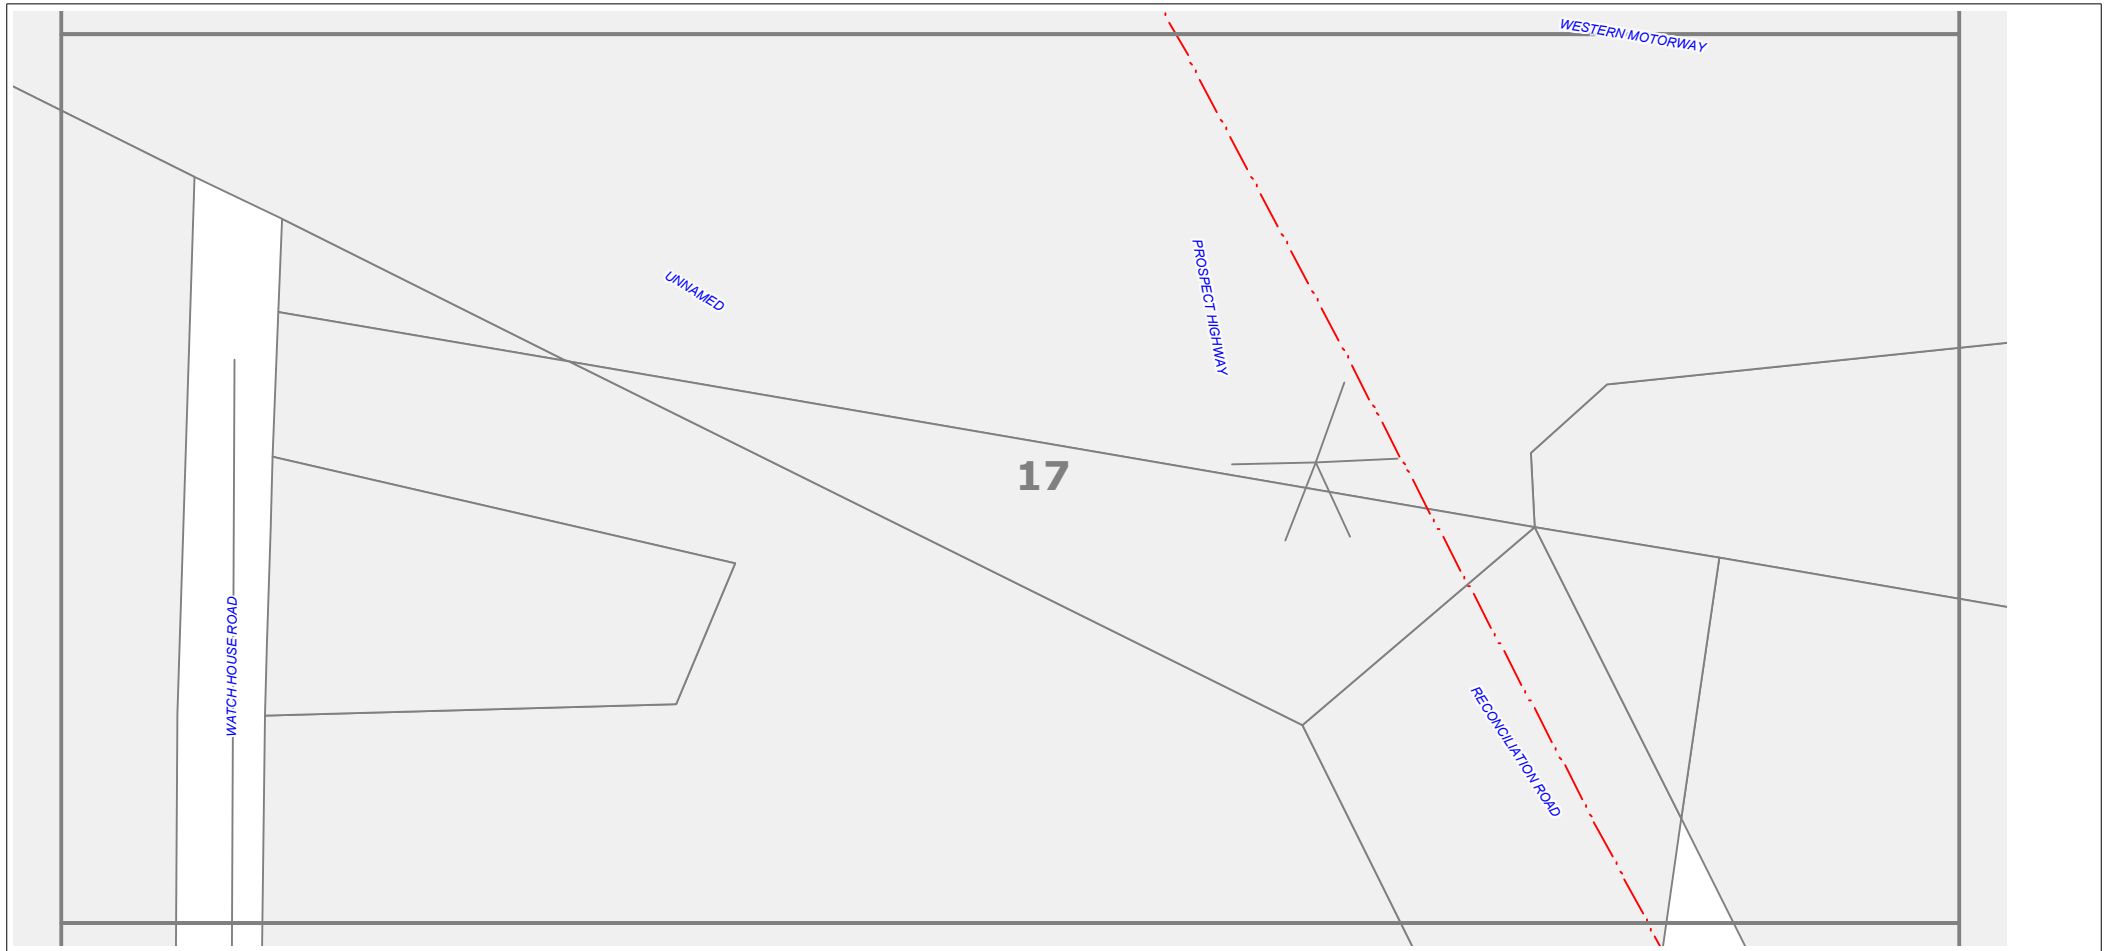 WESTERN MOTORWAY
UNNAMED
PROSPECT HIGHWAY
17
WATCH HOUSE ROAD
RECONCILIATION ROAD